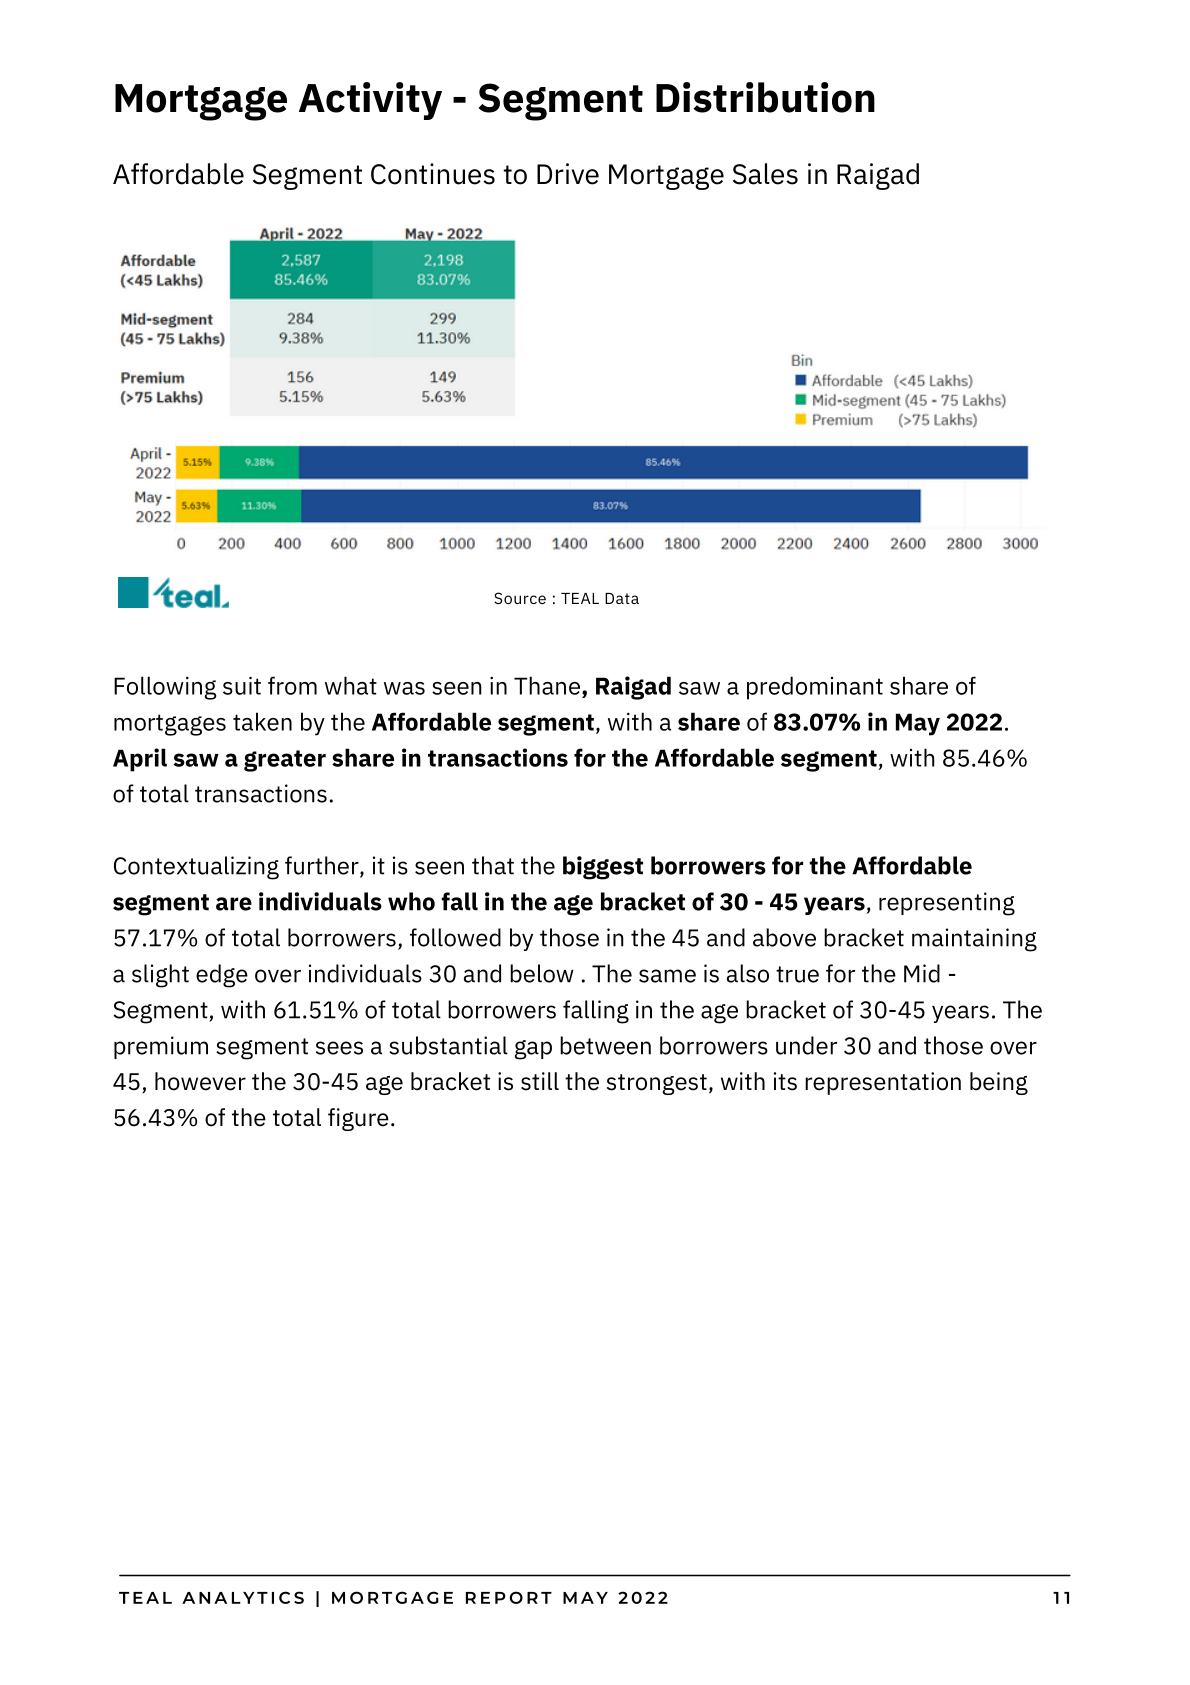 Mortgage Activity - Segment Distribution
Affordable Segment Continues to Drive Mortgage Sales in Raigad
April - 2022 May - 2022
Affordable (<45 Lakhs)
2,587 2,198
85.46% 83.07%
Mid-segment (45 - 75 Lakhs)
284 299
9.38% 11.30%
Premium (>75 Lakhs)
156 149
5.15% 5.63%
Bin
Affordable (<45 Lakhs)
Mid-segment (45 - 75 Lakhs)
Premium (>75 Lakhs)
April -
2022
5.15% 9.38% 85.46%
May -
2022
5.63% 11.30% 83.07%
0 200 400 600 800 1000 1200 1400 1600 1800 2000 2200 2400 2600 2800 3000
teal.
Source : TEAL Data
Following suit from what was seen in Thane, Raigad saw a predominant share of
mortgages taken by the Affordable segment, with a share of 83.07% in May 2022.
April saw a greater share in transactions for the Affordable segment, with 85.46%
of total transactions.
Contextualizing further, it is seen that the biggest borrowers for the Affordable
segment are individuals who fall in the age bracket of 30 - 45 years, representing
57.17% of total borrowers, followed by those in the 45 and above bracket maintaining
a slight edge over individuals 30 and below . The same is also true for the Mid -
Segment, with 61.51% of total borrowers falling in the age bracket of 30-45 years. The
premium segment sees a substantial gap between borrowers under 30 and those over
45, however the 30-45 age bracket is still the strongest, with its representation being
56.43% of the total figure.
TEAL ANALYTICS | MORTGAGE REPORT MAY 2022 11